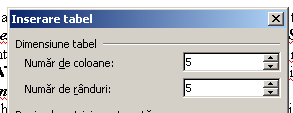 Inserare tabel
Dimensiune tabel
Număr de coloane: 5
Număr de rânduri: 5